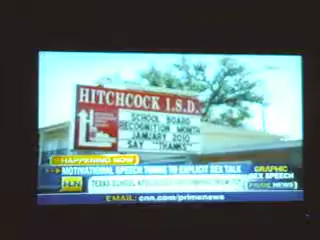 HITCHCOCK I.S.D.
SCHOOL BOARD
RECOGNITION MONTH
JANUARY 2010
SAY "THANKS"
HAPPENING NOW
MOTIVATIONAL SPEECH TURNS TO EXPLICIT SEX TALK
GRAPHIC
SEX SPEECH
HLN
TEXAS SCHOOL
PRIME NEWS
EMAIL: cnn.com/primenews